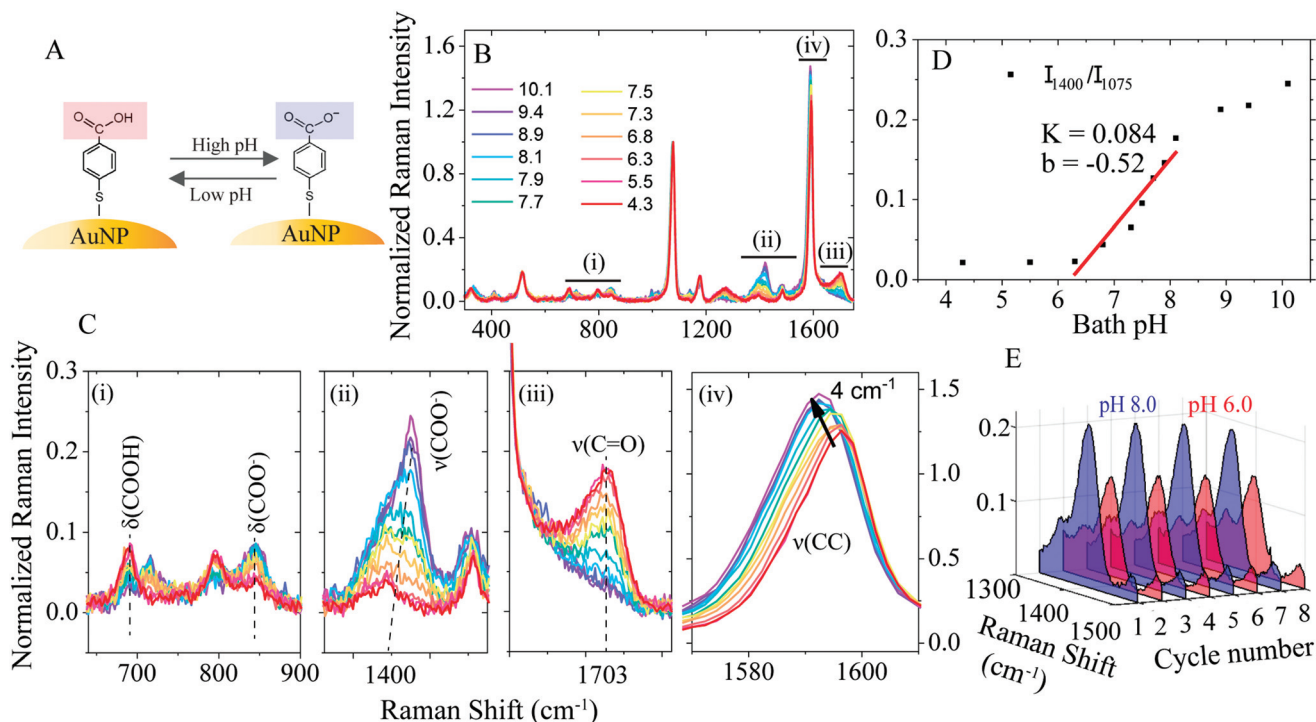 A
O
OH
S
AuNP
High pH
Low pH
O
O⁻
S
AuNP
B
Normalized Raman Intensity
1.6
1.2
0.8
0.4
0.0
10.1
9.4
8.9
8.1
7.9
7.7
7.5
7.3
6.8
6.3
5.5
4.3
(i)
(ii)
(iii)
(iv)
400
800
1200
1600
D
0.3
0.2
0.1
0.0
I₁₄₀₀/I₁₀₇₅
K = 0.084
b = -0.52
4
5
6
7
8
9
10
Bath pH
C
Normalized Raman Intensity
0.3
0.2
0.1
0.0
(i)
δ(COOH)
δ(COO⁻)
700
800
900
(ii)
ν(COO⁻)
1400
(iii)
ν(C=O)
1703
(iv)
4 cm⁻¹
ν(CC)
1580
1600
1.5
1.0
0.5
0.0
Raman Shift (cm⁻¹)
E
pH 8.0
pH 6.0
0.2
0.1
1300
1400
1500
Raman Shift
(cm⁻¹)
1
2
3
4
5
6
7
8
Cycle number